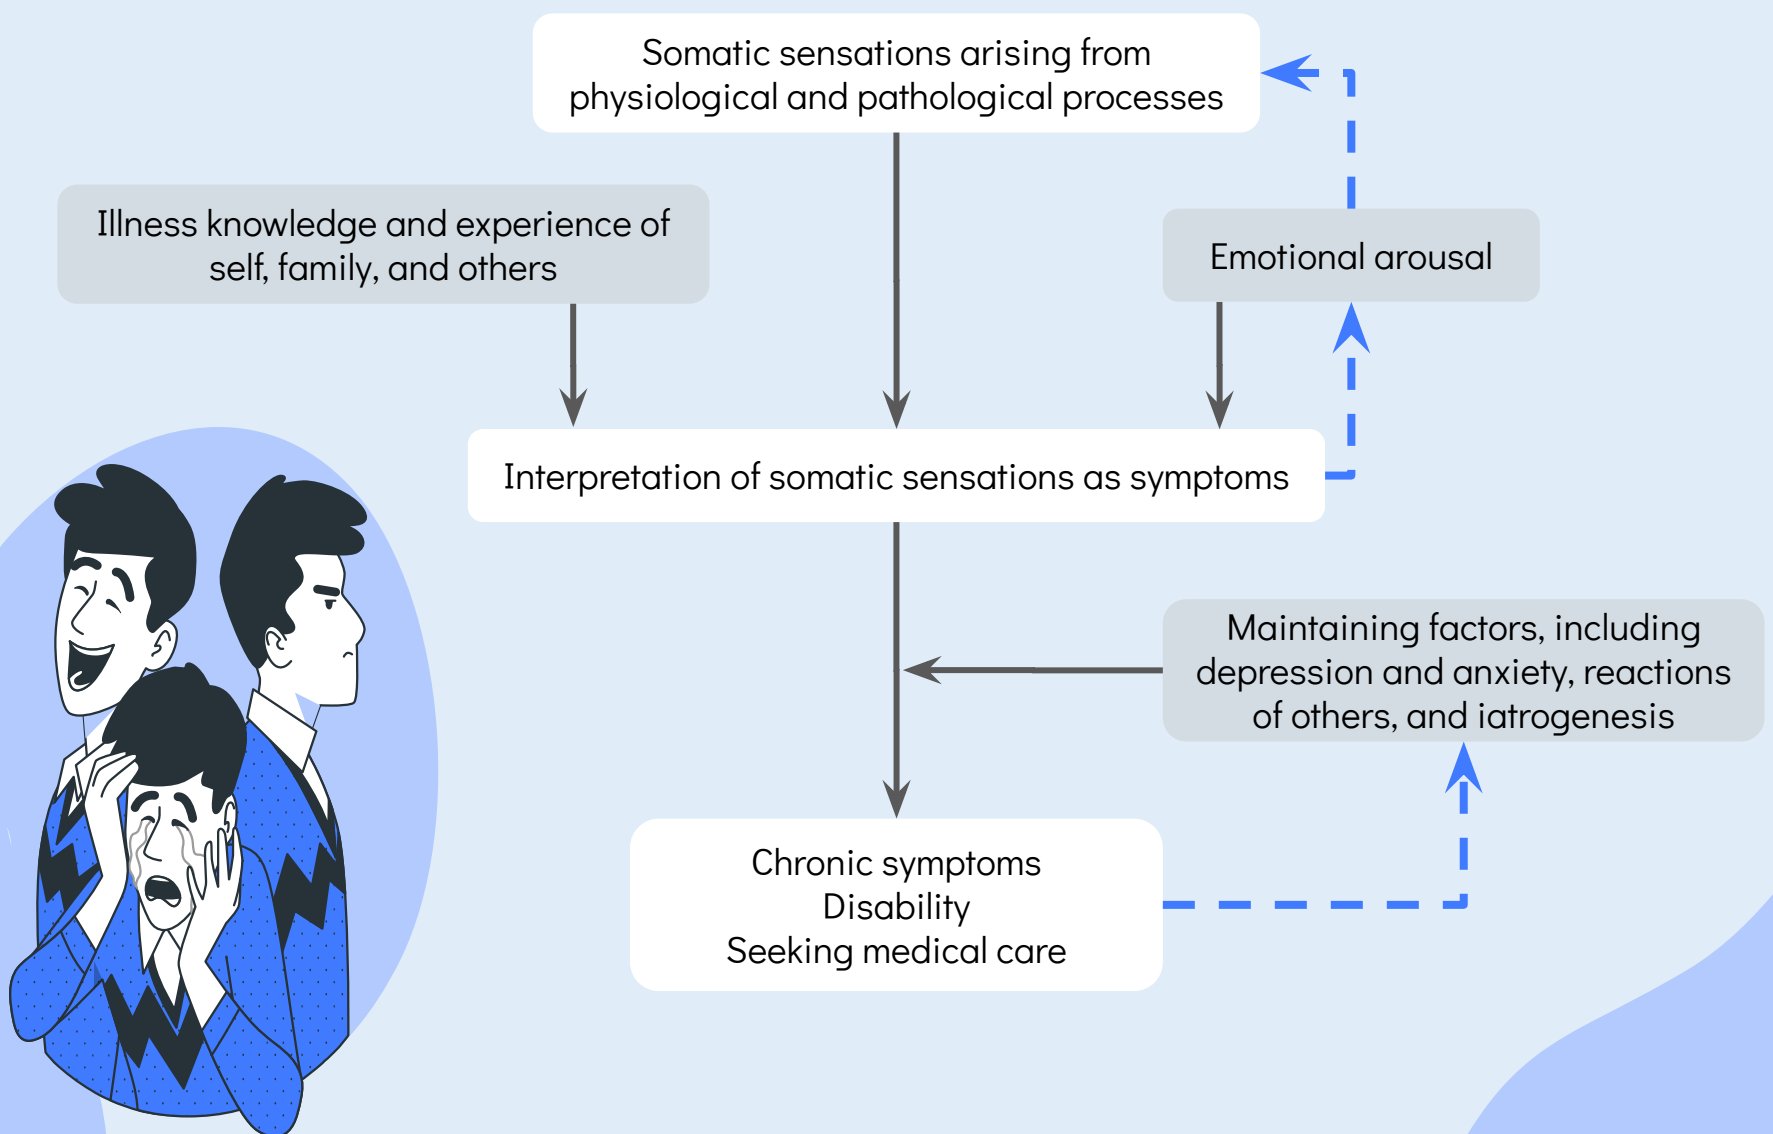 Somatic sensations arising from
physiological and pathological processes
Illness knowledge and experience of
self, family, and others
Emotional arousal
Interpretation of somatic sensations as symptoms
Maintaining factors, including
depression and anxiety, reactions
of others, and iatrogenesis
Chronic symptoms
Disability
Seeking medical care